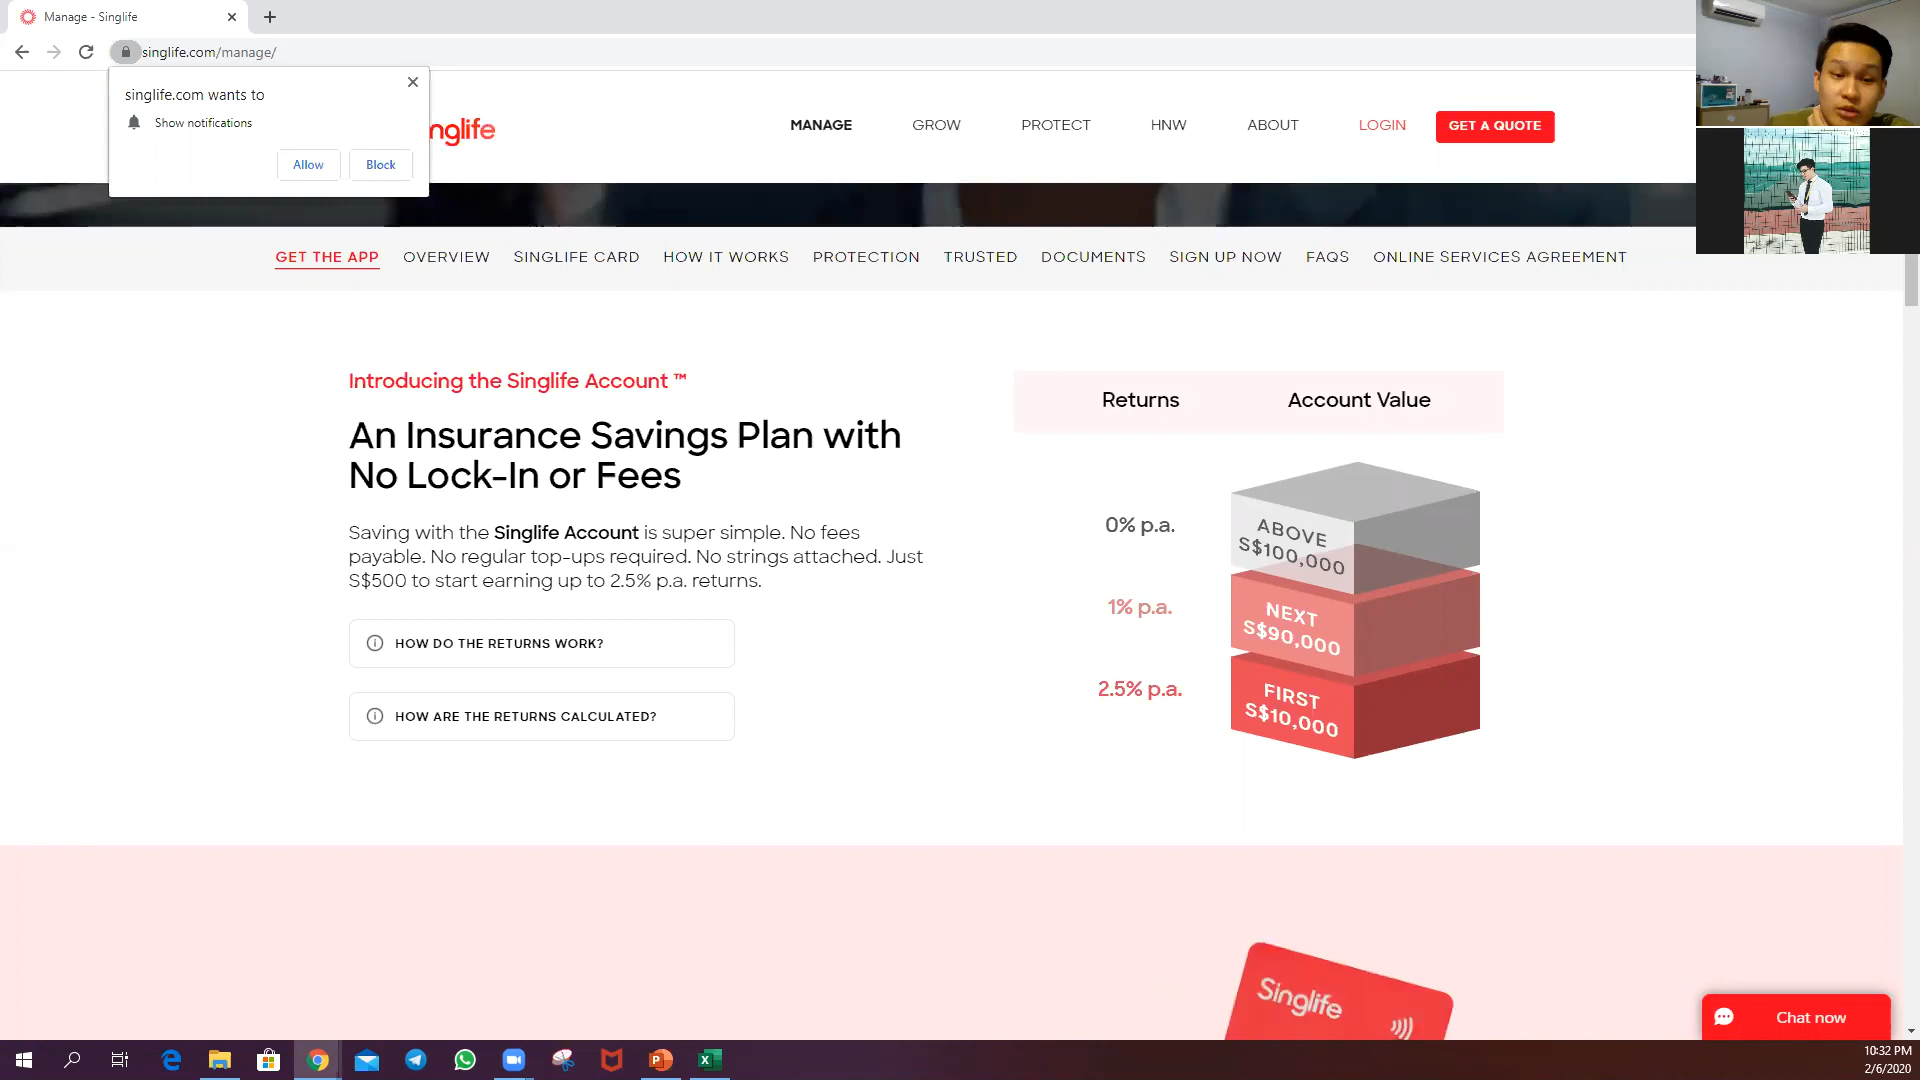 Manage - Singlife
singlife.com/manage/
singlife.com wants to
Show notifications
Allow
Block
nglife
MANAGE
GROW
PROTECT
HNW
ABOUT
LOGIN
GET A QUOTE
GET THE APP
OVERVIEW
SINGLIFE CARD
HOW IT WORKS
PROTECTION
TRUSTED
DOCUMENTS
SIGN UP NOW
FAQS
ONLINE SERVICES AGREEMENT
Introducing the Singlife Account ™
An Insurance Savings Plan with
No Lock-In or Fees
Saving with the Singlife Account is super simple. No fees
payable. No regular top-ups required. No strings attached. Just
S$500 to start earning up to 2.5% p.a. returns.
HOW DO THE RETURNS WORK?
HOW ARE THE RETURNS CALCULATED?
Returns
Account Value
0% p.a.
ABOVE
S$100,000
1% p.a.
NEXT
S$90,000
2.5% p.a.
FIRST
S$10,000
Singlife
Chat now
10:32 PM
2/6/2020